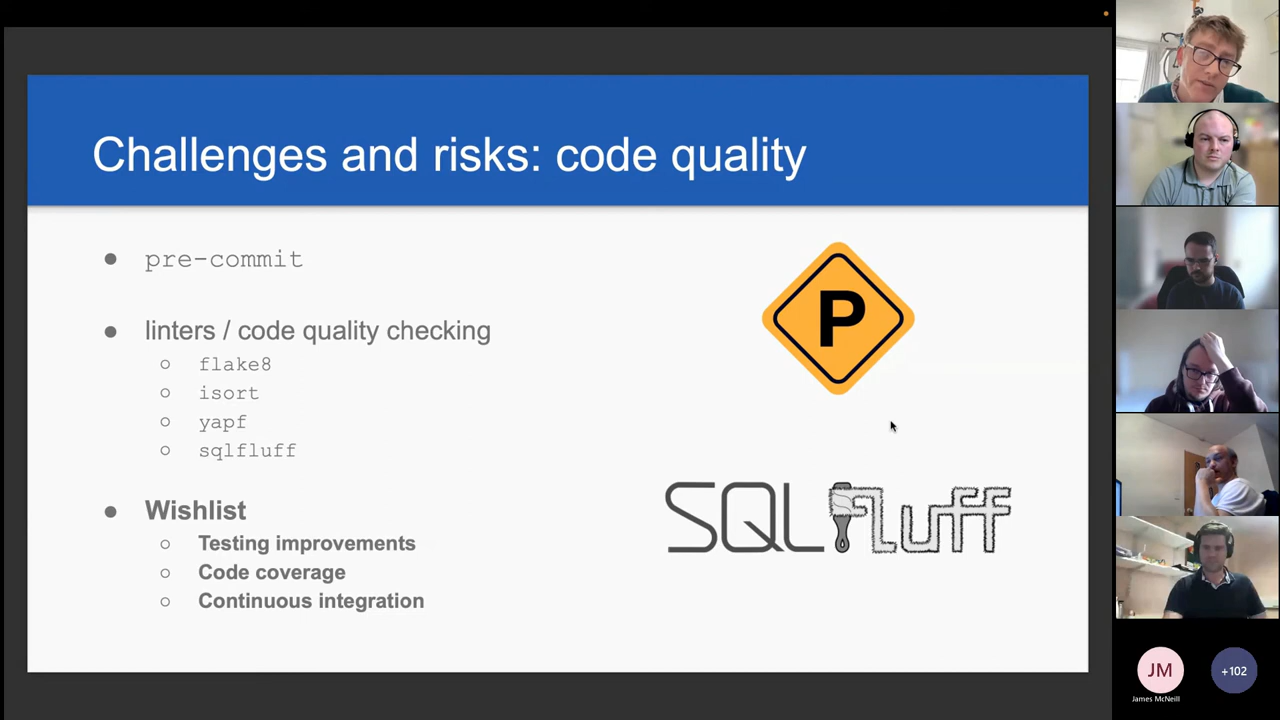 Challenges and risks: code quality
pre-commit
linters / code quality checking
flake8
isort
yapf
sqlfluff
Wishlist
Testing improvements
Code coverage
Continuous integration
P
SQLfluff
JM
James McNeill
+102